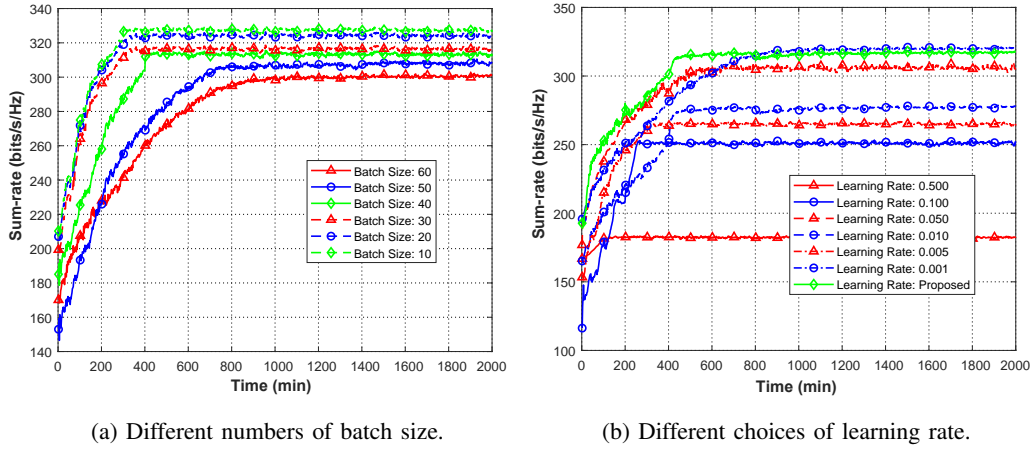 340
320
300
280
260
240
220
200
180
160
140
Sum-rate (bits/s/Hz)
0
200
400
600
800
1000
1200
1400
1600
1800
2000
Time (min)
Batch Size: 60
Batch Size: 50
Batch Size: 40
Batch Size: 30
Batch Size: 20
Batch Size: 10
(a) Different numbers of batch size.
350
300
250
200
150
100
Sum-rate (bits/s/Hz)
0
200
400
600
800
1000
1200
1400
1600
1800
2000
Time (min)
Learning Rate: 0.500
Learning Rate: 0.100
Learning Rate: 0.050
Learning Rate: 0.010
Learning Rate: 0.005
Learning Rate: 0.001
Learning Rate: Proposed
(b) Different choices of learning rate.